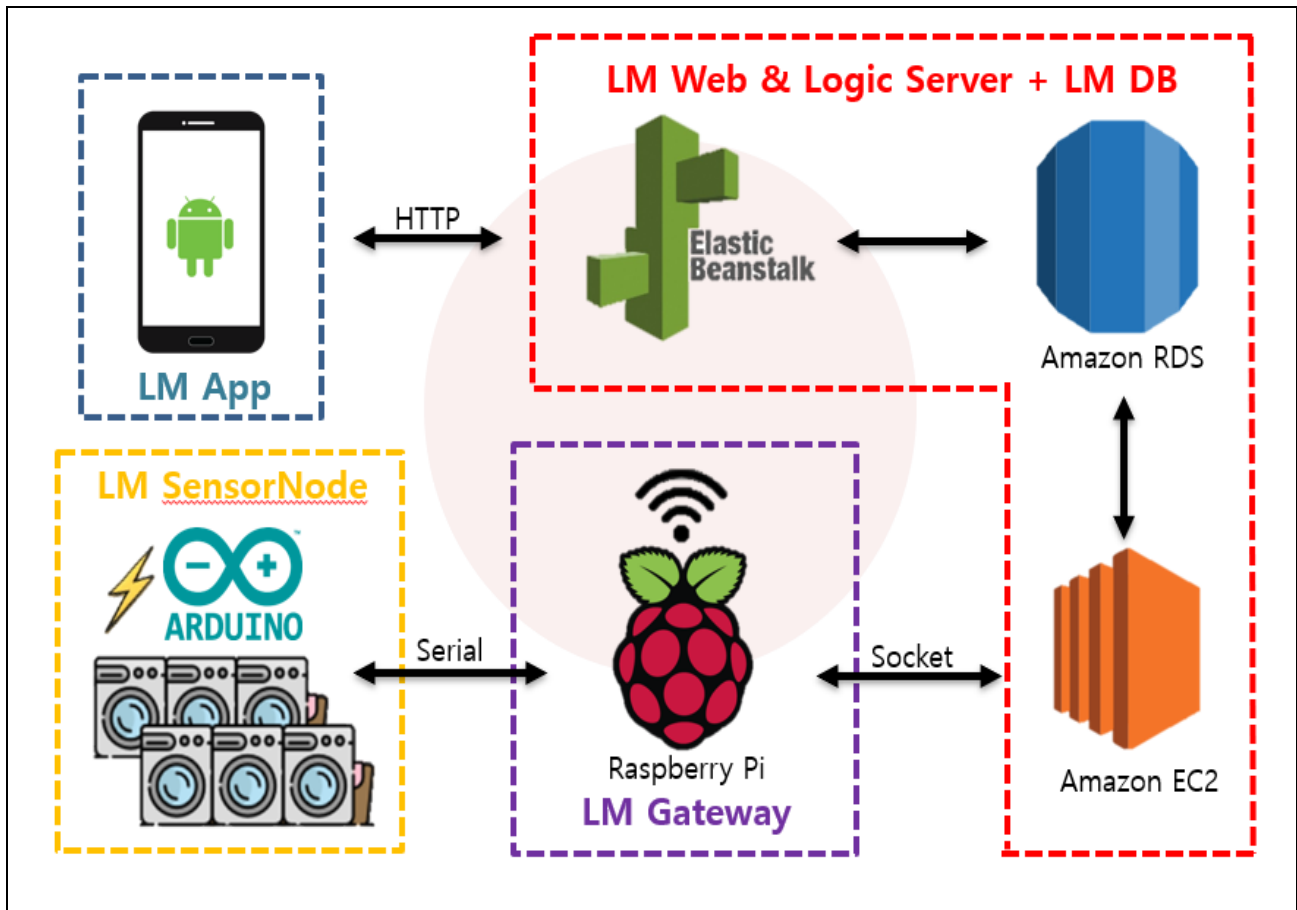 LM Web & Logic Server + LM DB
HTTP
Elastic
Beanstalk
Amazon RDS
LM App
LM SensorNode
ARDUINO
™
Serial
Socket
Raspberry Pi
LM Gateway
Amazon EC2